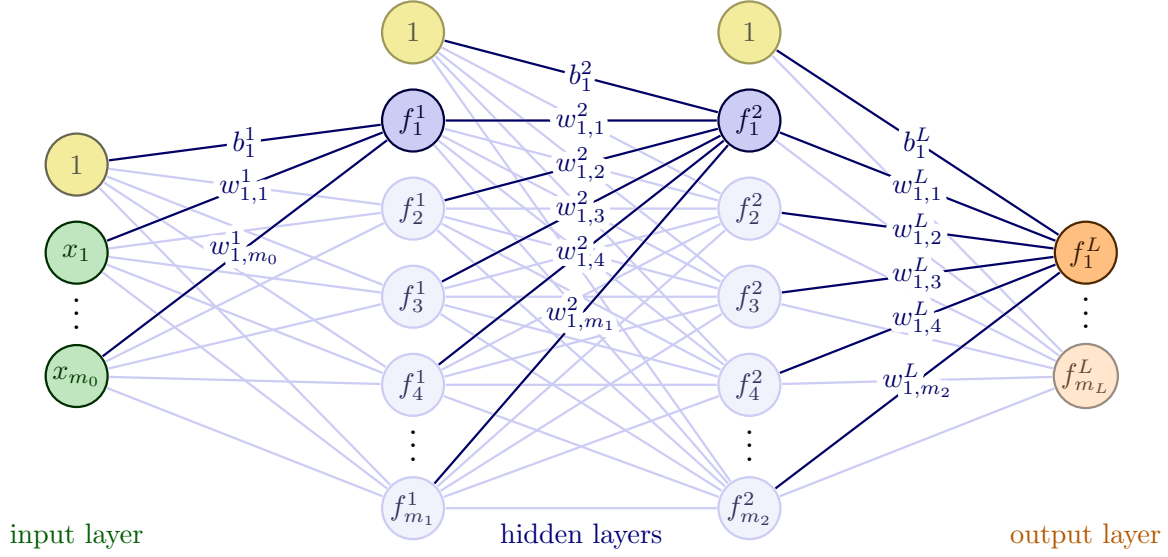 1
1
1
b_1^2
f_1^1
w_{1,1}^2
f_1^2
b_1^1
b_1^L
1
w_{1,2}^2
w_{1,1}^1
w_{1,1}^L
f_2^1
w_{1,3}^2
f_2^2
w_{1,2}^L
x_1
w_{1,m_0}^1
w_{1,4}^2
f_1^L
w_{1,3}^L
⋮
f_3^1
f_3^2
⋮
w_{1,m_1}^2
w_{1,4}^L
x_{m_0}
f_4^1
f_4^2
w_{1,m_2}^L
f_{m_L}^L
⋮
⋮
f_{m_1}^1
f_{m_2}^2
input layer
hidden layers
output layer